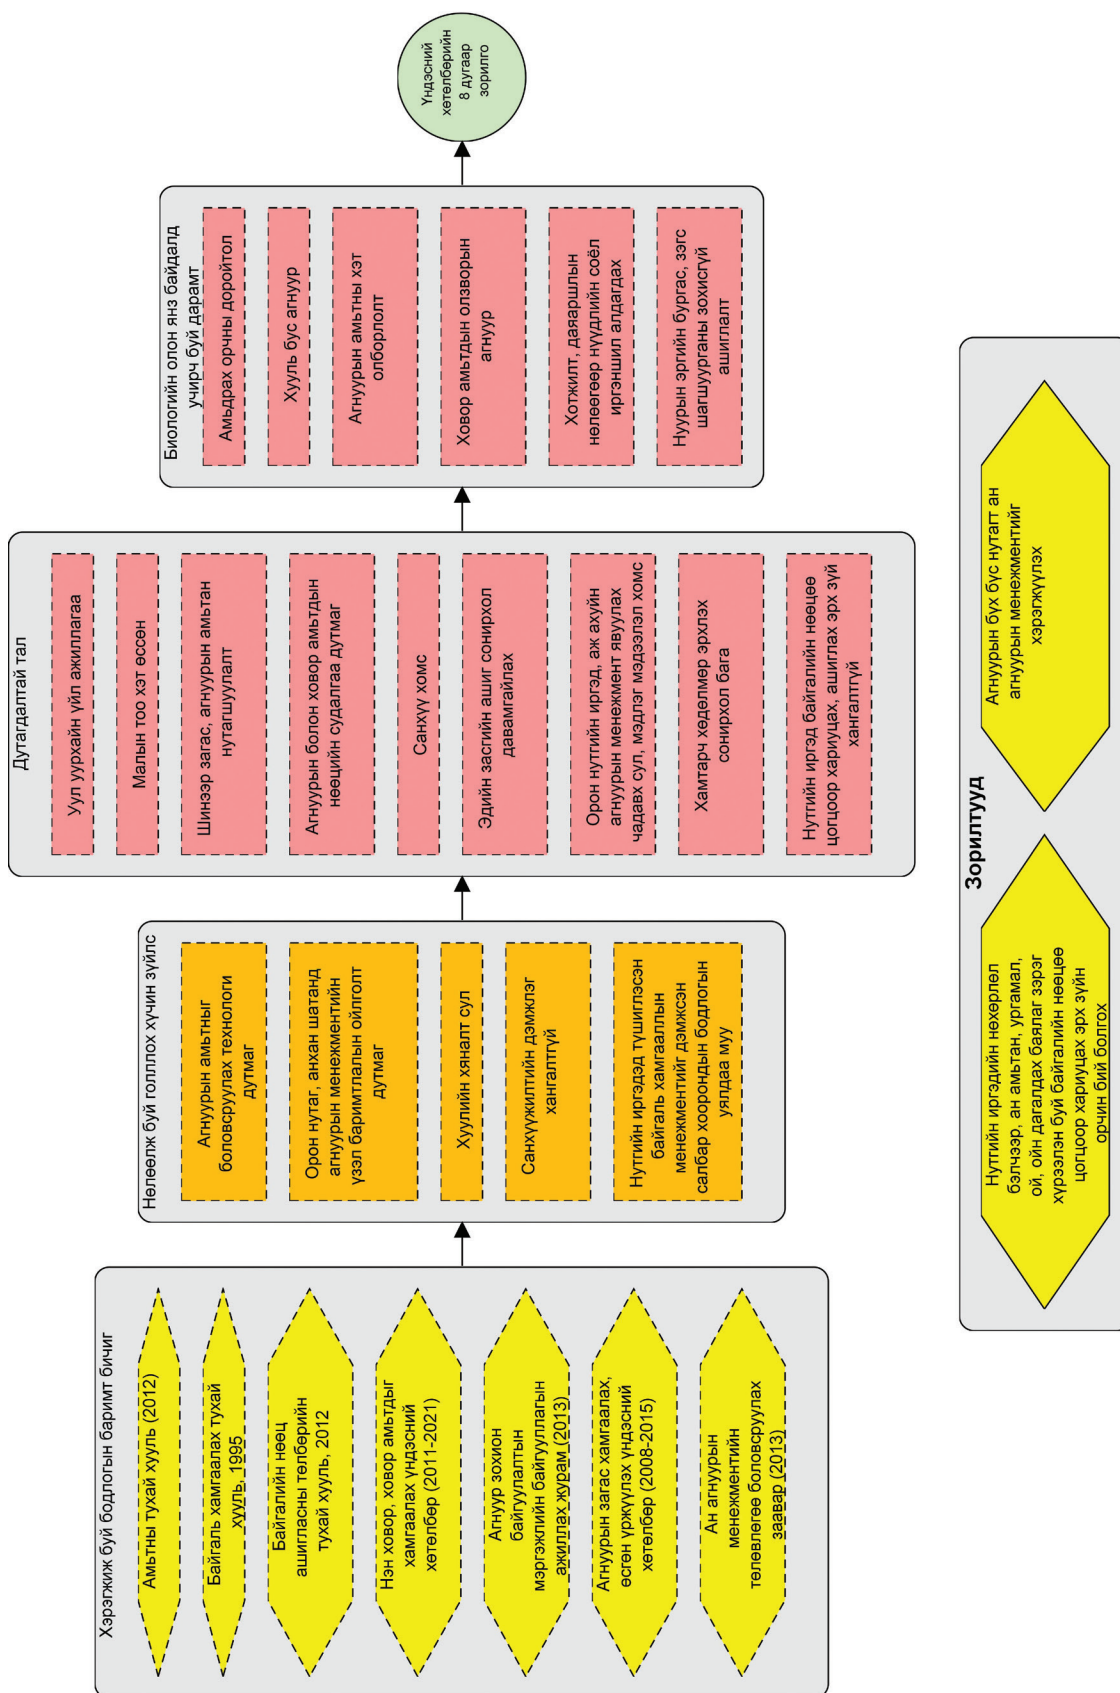 Хэрэгжиж буй бодлогын баримт бичиг
Амьтны тухай хууль (2012)
Байгаль хамгаалах тухай
хууль, 1995
Байгалийн нөөц
ашигласны төлбөрийн
тухай хууль, 2012
Нэн ховор, ховор амьтдыг
хамгаалах үндэсний
хөтөлбөр (2011-2021)
Агнуур зохион
байгуулалтын
мэргэжлийн байгууллагын
ажиллах журам (2013)
Агнуурын загас хамгаалах,
өсгөн үржүүлэх үндэсний
хөтөлбөр (2008-2015)
Ан агнуурын
менежментийн
төлөвлөгөө боловсруулах
заавар (2013)
Нөлөөлж буй голллох хүчин зүйлс
Агнуурын амьтныг
боловсруулах технологи
дутмаг
Орон нутаг, анхан шатанд
агнуурын менежментийн
үзэл баримтлалын ойлголт
дутмаг
Хуулийн хяналт сул
Санхүүжилтийн дэмжлэг
хангалтгүй
Нутгийн иргэдэд түшиглэсэн
байгаль хамгааллын
менежментийг дэмжсэн
салбар хоорондын бодлогын
уялдаа муу
Дутагдалтай тал
Уул уурхайн үйл ажиллагаа
Малын тоо хэт өссөн
Шинээр загас, агнуурын амьтан
нутагшуулалт
Агнуурын болон ховор амьтдын
нөөцийн судалгаа дутмаг
Санхүү хомс
Эдийн засгийн ашиг сонирхол
давамгайлах
Орон нутгийн иргэд, аж ахуйн
агнуурын менежмент явуулах
чадавх сул, мэдлэг мэдээлэл хомс
Хамтарч хөдөлмөр эрхлэх
сонирхол бага
Нутгийн иргэд байгалийн нөөцөө
цогцоор хариуцах, ашиглах эрх зүй
хангалтгүй
Биологийн олон янз байдалд
учирч буй дарамт
Амьдрах орчны доройтол
Хууль бус агнуур
Агнуурын амьтны хэт
олборлолт
Ховор амьтдын олзворын
агнуур
Хотжилт, даяаршлын
нөлөөгөөр нүүдлийн соёл
иргэншил алдагдах
Нуурын эргийн бургас, зэгс
шагшуурганы зохисгүй
ашиглалт
Үндэсний
хөтөлбөрийн
8 дугаар
зорилго
Зорилтууд
Нутгийн иргэдийн нөхөрлөл
бэлчээр, ан амьтан, ургамал,
ой, ойн дагалдах баялаг зэрэг
хүрээлэн буй байгалийн нөөцөө
цогцоор хариуцах эрх зүйн
орчин бий болгох
Агнуурын бүх бүс нутагт ан
агнуурын менежментийг
хэрэгжүүлэх